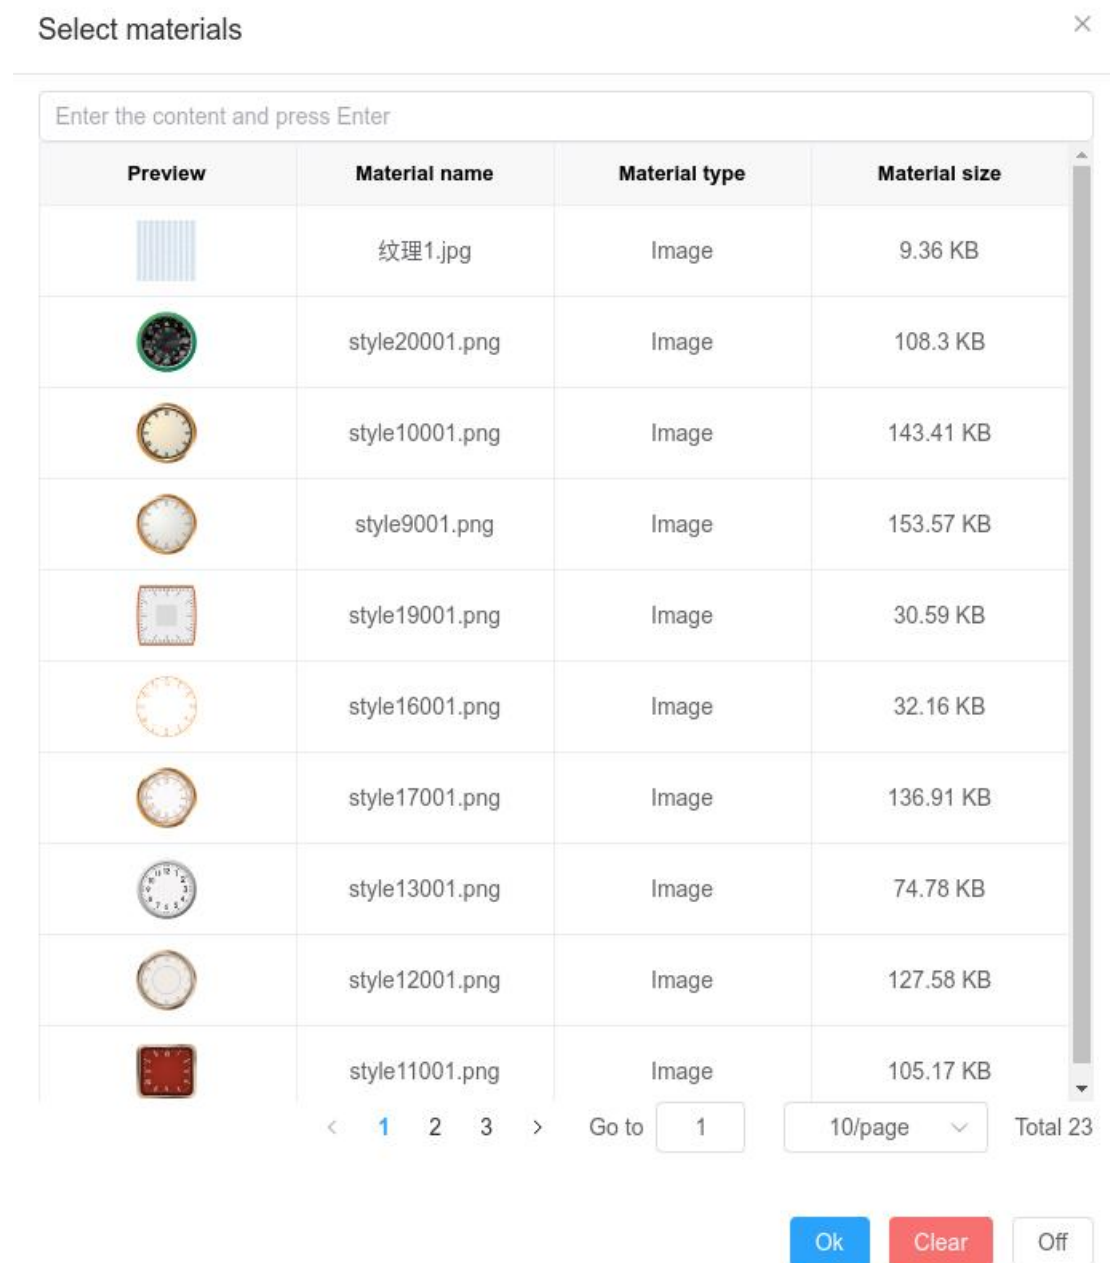 Select materials
Enter the content and press Enter
Preview Material name Material type Material size
纹理1.jpg Image 9.36 KB
style20001.png Image 108.3 KB
style10001.png Image 143.41 KB
style9001.png Image 153.57 KB
style19001.png Image 30.59 KB
style16001.png Image 32.16 KB
style17001.png Image 136.91 KB
style13001.png Image 74.78 KB
style12001.png Image 127.58 KB
style11001.png Image 105.17 KB
1 2 3 Go to 1 10/page Total 23
Ok Clear Off